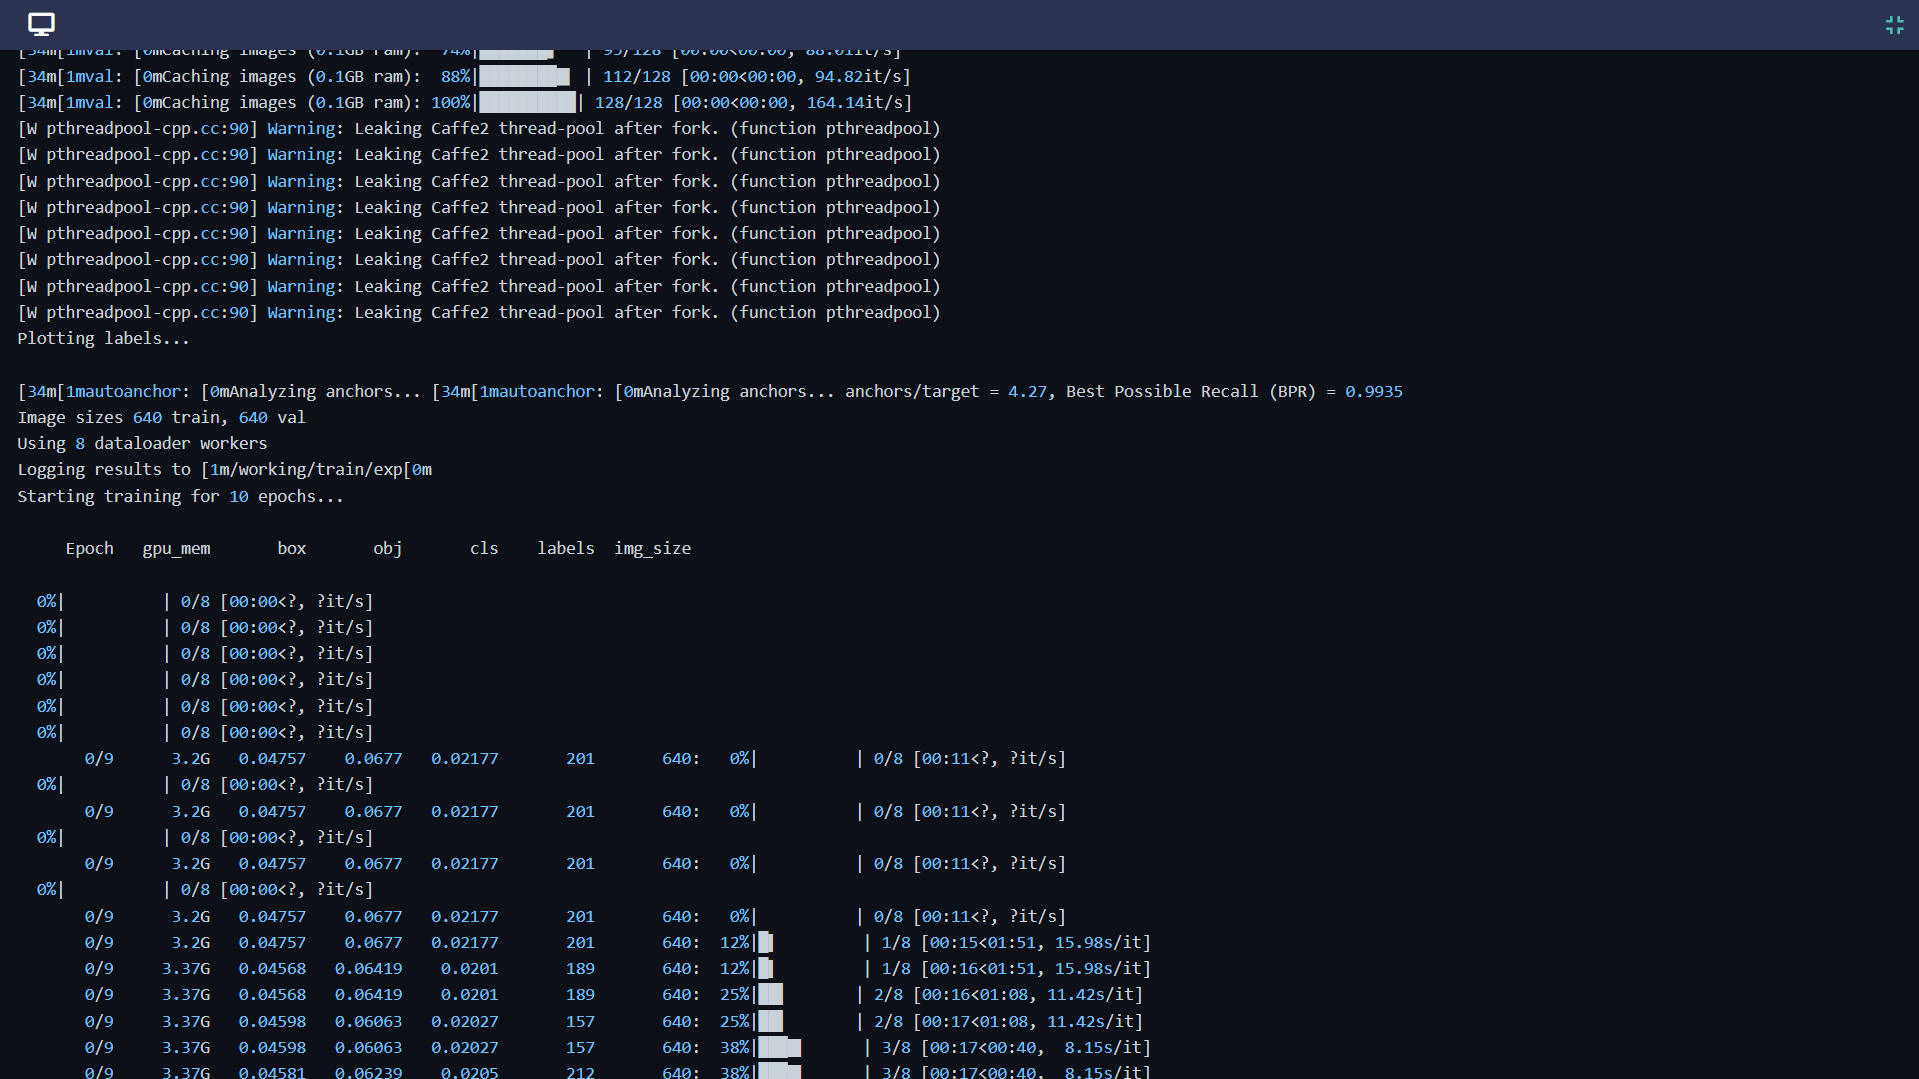 [34m[1mval: [0mCaching images (0.1GB ram):  74%|███████▍  | 95/128 [00:00<00:00, 88.01it/s]
[34m[1mval: [0mCaching images (0.1GB ram):  88%|████████▊ | 112/128 [00:00<00:00, 94.82it/s]
[34m[1mval: [0mCaching images (0.1GB ram): 100%|██████████| 128/128 [00:00<00:00, 164.14it/s]
[W pthreadpool-cpp.cc:90] Warning: Leaking Caffe2 thread-pool after fork. (function pthreadpool)
[W pthreadpool-cpp.cc:90] Warning: Leaking Caffe2 thread-pool after fork. (function pthreadpool)
[W pthreadpool-cpp.cc:90] Warning: Leaking Caffe2 thread-pool after fork. (function pthreadpool)
[W pthreadpool-cpp.cc:90] Warning: Leaking Caffe2 thread-pool after fork. (function pthreadpool)
[W pthreadpool-cpp.cc:90] Warning: Leaking Caffe2 thread-pool after fork. (function pthreadpool)
[W pthreadpool-cpp.cc:90] Warning: Leaking Caffe2 thread-pool after fork. (function pthreadpool)
[W pthreadpool-cpp.cc:90] Warning: Leaking Caffe2 thread-pool after fork. (function pthreadpool)
[W pthreadpool-cpp.cc:90] Warning: Leaking Caffe2 thread-pool after fork. (function pthreadpool)
Plotting labels...
[34m[1mautoanchor: [0mAnalyzing anchors... [34m[1mautoanchor: [0mAnalyzing anchors... anchors/target = 4.27, Best Possible Recall (BPR) = 0.9935
Image sizes 640 train, 640 val
Using 8 dataloader workers
Logging results to [1m/working/train/exp[0m
Starting training for 10 epochs...
     Epoch   gpu_mem       box       obj       cls    labels  img_size
  0%|          | 0/8 [00:00<?, ?it/s]
  0%|          | 0/8 [00:00<?, ?it/s]
  0%|          | 0/8 [00:00<?, ?it/s]
  0%|          | 0/8 [00:00<?, ?it/s]
  0%|          | 0/8 [00:00<?, ?it/s]
  0%|          | 0/8 [00:00<?, ?it/s]
       0/9      3.2G   0.04757    0.0677   0.02177       201       640:   0%|          | 0/8 [00:11<?, ?it/s]
  0%|          | 0/8 [00:00<?, ?it/s]
       0/9      3.2G   0.04757    0.0677   0.02177       201       640:   0%|          | 0/8 [00:11<?, ?it/s]
  0%|          | 0/8 [00:00<?, ?it/s]
       0/9      3.2G   0.04757    0.0677   0.02177       201       640:   0%|          | 0/8 [00:11<?, ?it/s]
  0%|          | 0/8 [00:00<?, ?it/s]
       0/9      3.2G   0.04757    0.0677   0.02177       201       640:   0%|          | 0/8 [00:11<?, ?it/s]
       0/9      3.2G   0.04757    0.0677   0.02177       201       640:  12%|█▎         | 1/8 [00:15<01:51, 15.98s/it]
       0/9     3.37G   0.04568   0.06419    0.0201       189       640:  12%|█▎         | 1/8 [00:16<01:51, 15.98s/it]
       0/9     3.37G   0.04568   0.06419    0.0201       189       640:  25%|██▌       | 2/8 [00:16<01:08, 11.42s/it]
       0/9     3.37G   0.04598   0.06063   0.02027       157       640:  25%|██▌       | 2/8 [00:17<01:08, 11.42s/it]
       0/9     3.37G   0.04598   0.06063   0.02027       157       640:  38%|███▊      | 3/8 [00:17<00:40,  8.15s/it]
       0/9     3.37G   0.04581   0.06239    0.0205       212       640:  38%|███▊      | 3/8 [00:17<00:40,  8.15s/it]